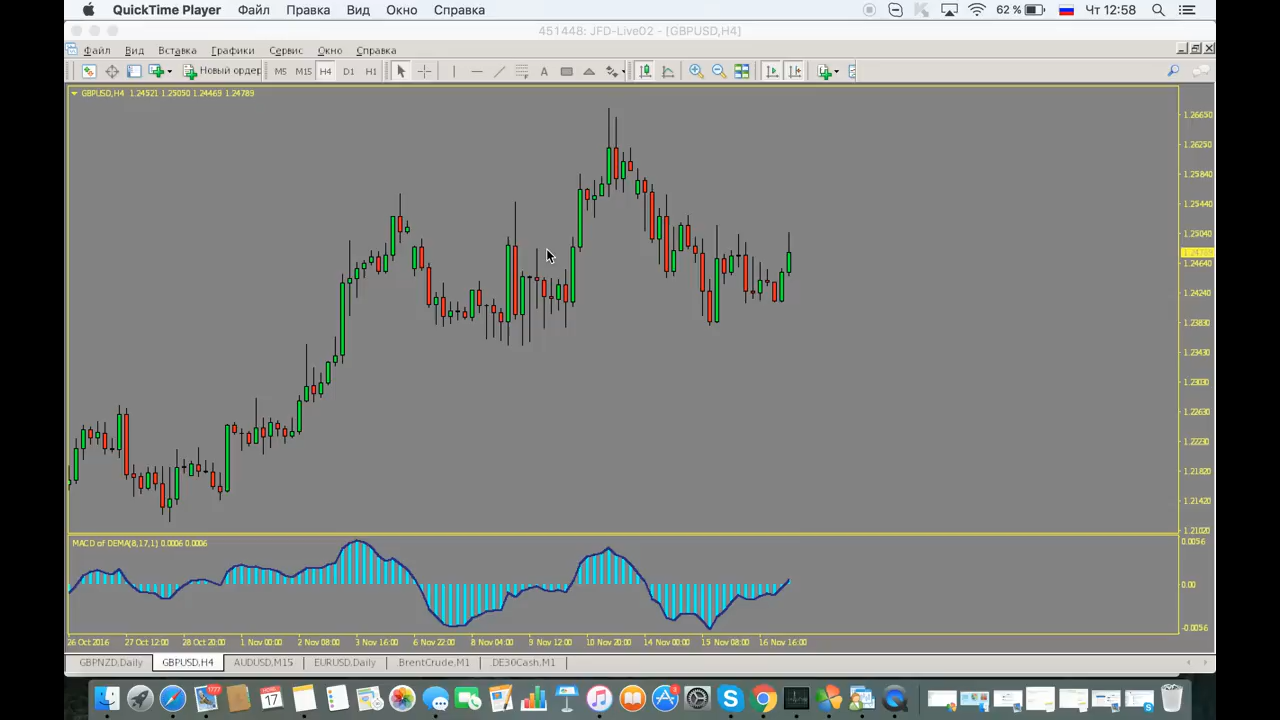 QuickTime Player Файл Правка Вид Окно Справка 62 % Чт 12:58
451448: JFD-Live02 - [GBPUSD,H4]
Файл Вид Вставка Графики Сервис Окно Справка
Новый ордер M5 M15 H4 D1 H1 A
GBPUSD,H4 1.24521 1.25050 1.24469 1.24789
1.26650
1.26250
1.25840
1.25440
1.25040
1.24640
1.24240
1.23830
1.23430
1.23030
1.22630
1.22230
1.21820
1.21420
1.21020
MACD of DEMA(8,17,1) 0.0006 0.0006
0.0056
0.00
-0.0056
26 Oct 2016 27 Oct 12:00 28 Oct 20:00 1 Nov 00:00 2 Nov 08:00 3 Nov 16:00 6 Nov 22:00 8 Nov 04:00 9 Nov 12:00 10 Nov 20:00 14 Nov 00:00 15 Nov 08:00 16 Nov 16:00
GBPNZD,Daily GBPUSD,H4 AUDUSD,M15 EURUSD,Daily BrentCrude,M1 DE30Cash,M1
17